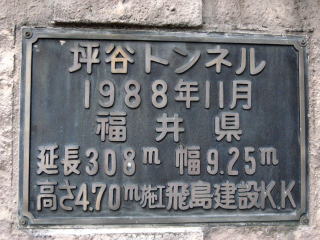 坪谷トンネル
1988年11月
福井県
延長308m 幅9.25m
高さ4.70m 施工 飛島建設K.K